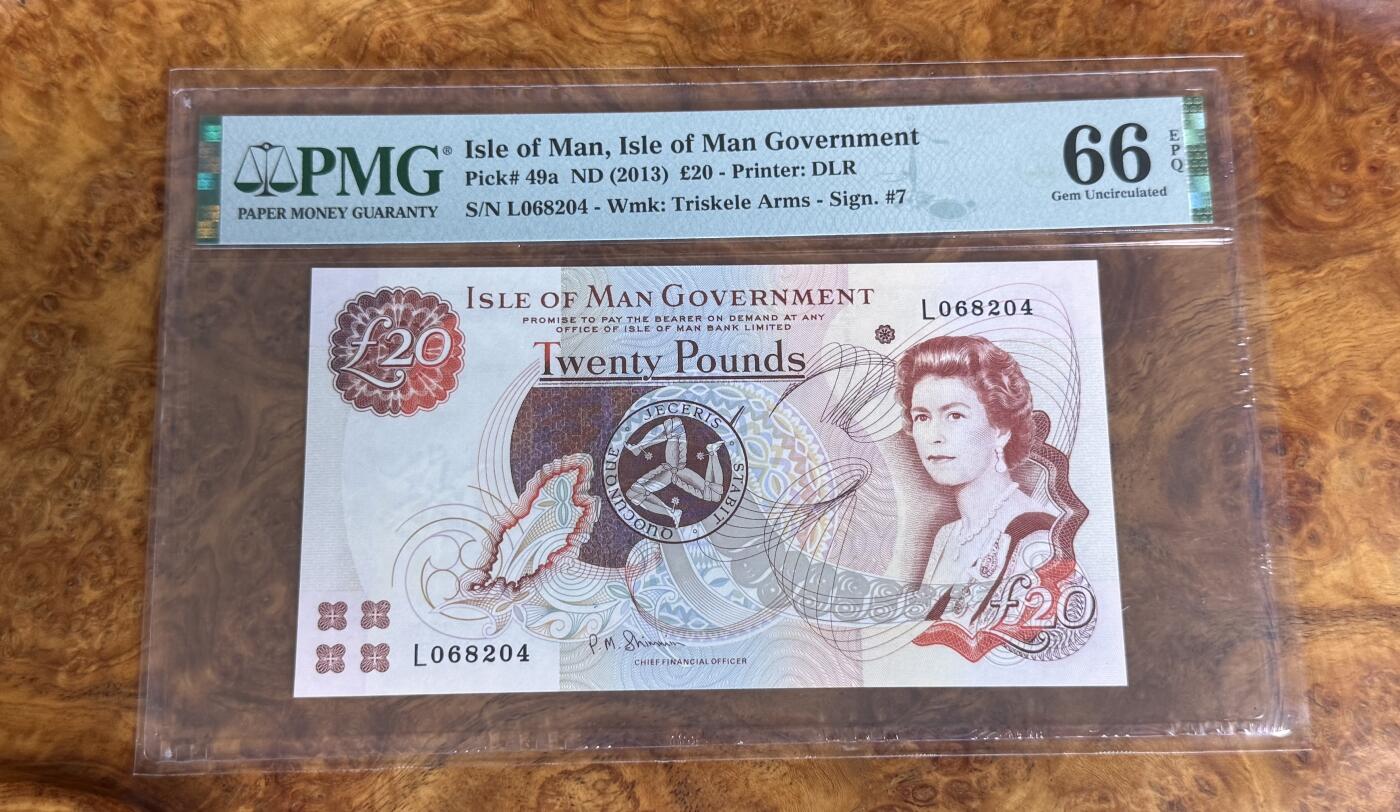 PMG®
PAPER MONEY GUARANTY
Isle of Man, Isle of Man Government
Pick# 49a ND (2013) £20 - Printer: DLR
S/N L068204 - Wmk: Triskele Arms - Sign. #7
66
EPQ
Gem Uncirculated
£20
ISLE OF MAN GOVERNMENT
PROMISE TO PAY THE BEARER ON DEMAND AT ANY
OFFICE OF ISLE OF MAN BANK LIMITED
Twenty Pounds
L068204
QUOCUNQUE JECERIS STABIT
£20
L068204
P.M. Shimmin
CHIEF FINANCIAL OFFICER